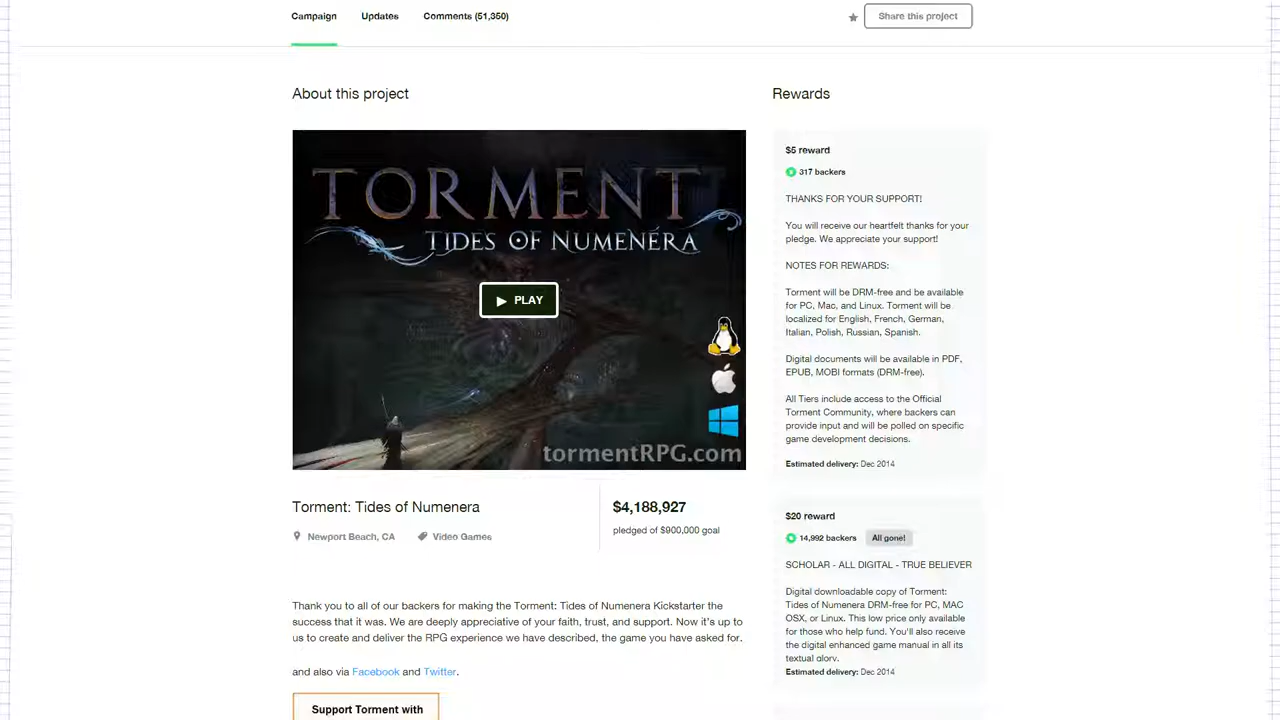 Campaign
Updates
Comments (51,350)
Share this project
About this project
TORMENT
TIDES OF NUMENÉRA
PLAY
tormentRPG.com
Torment: Tides of Numenera
Newport Beach, CA
Video Games
$4,188,927
pledged of $900,000 goal
Thank you to all of our backers for making the Torment: Tides of Numenera Kickstarter the
success that it was. We are deeply appreciative of your faith, trust, and support. Now it's up to
us to create and deliver the RPG experience we have described, the game you have asked for.
and also via Facebook and Twitter.
Support Torment with
Rewards
$5 reward
317 backers
THANKS FOR YOUR SUPPORT!
You will receive our heartfelt thanks for your
pledge. We appreciate your support!
NOTES FOR REWARDS:
Torment will be DRM-free and be available
for PC, Mac, and Linux. Torment will be
localized for English, French, German,
Italian, Polish, Russian, Spanish.
Digital documents will be available in PDF,
EPUB, MOBI formats (DRM-free).
All Tiers include access to the Official
Torment Community, where backers can
provide input and will be polled on specific
game development decisions.
Estimated delivery: Dec 2014
$20 reward
14,992 backers
All gone!
SCHOLAR - ALL DIGITAL - TRUE BELIEVER
Digital downloadable copy of Torment:
Tides of Numenera DRM-free for PC, MAC
OSX, or Linux. This low price only available
for those who help fund. You'll also receive
the digital enhanced game manual in all its
textual glory.
Estimated delivery: Dec 2014